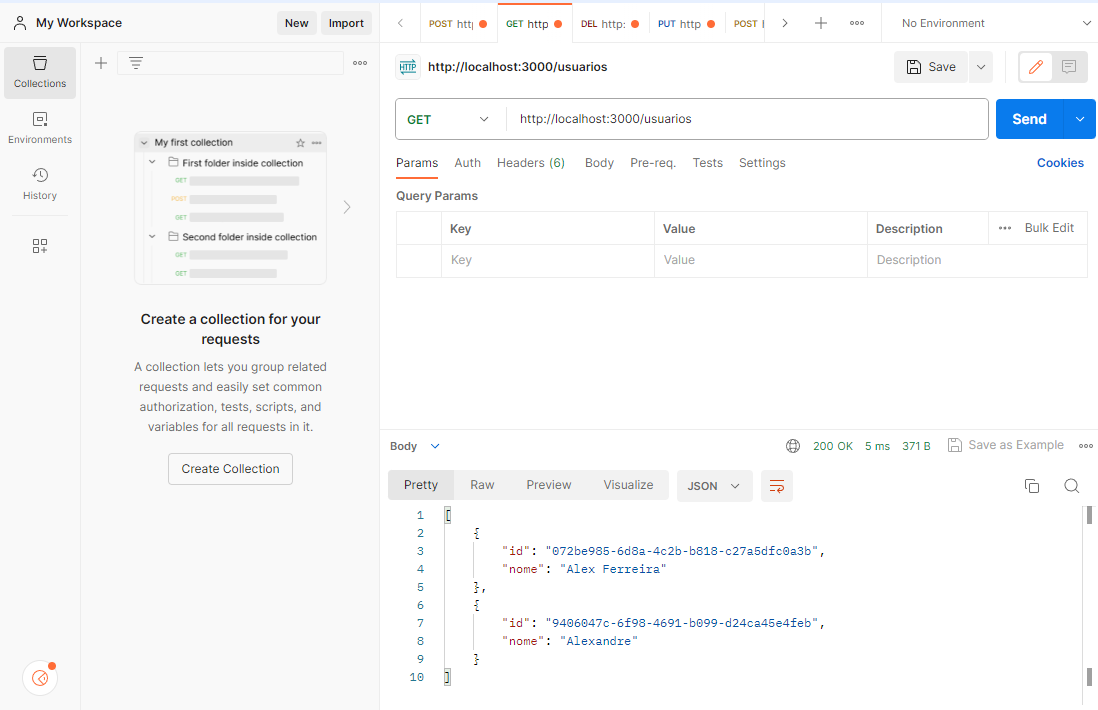 My Workspace
New
Import
POST http
GET http
DEL http:
PUT http
POST
No Environment
Collections
Environments
History
My first collection
First folder inside collection
GET
POST
GET
Second folder inside collection
GET
GET
Create a collection for your
requests
A collection lets you group related
requests and easily set common
authorization, tests, scripts, and
variables for all requests in it.
Create Collection
HTTP
http://localhost:3000/usuarios
Save
GET
http://localhost:3000/usuarios
Send
Params
Auth
Headers (6)
Body
Pre-req.
Tests
Settings
Cookies
Query Params
Key
Value
Description
Bulk Edit
Key
Value
Description
Body
200 OK
5 ms
371 B
Save as Example
Pretty
Raw
Preview
Visualize
JSON
1 [
2 {
3 "id": "072be985-6d8a-4c2b-b818-c27a5dfc0a3b",
4 "nome": "Alex Ferreira"
5 },
6 {
7 "id": "9406047c-6f98-4691-b099-d24ca45e4feb",
8 "nome": "Alexandre"
9 }
10 ]